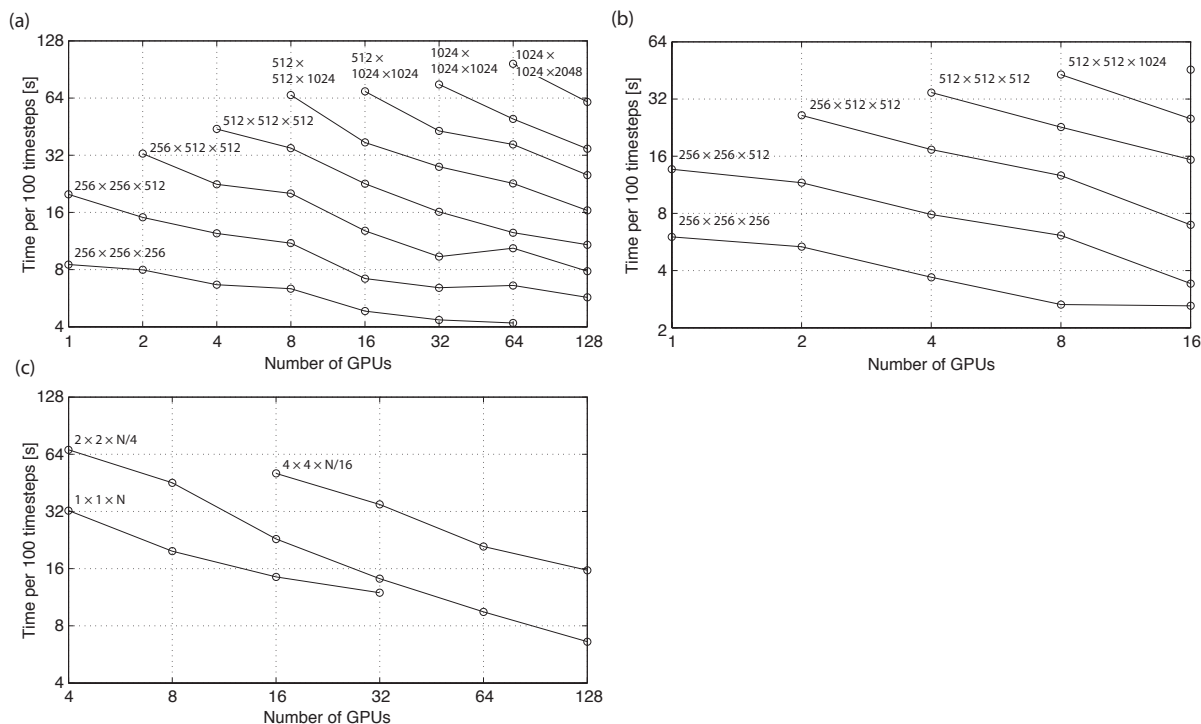 (a)
Time per 100 timesteps [s]
128
64
32
16
8
4
512 ×
512 × 1024
512 ×
1024 × 1024
1024 ×
1024 × 1024
1024 ×
1024 × 2048
512 × 512 × 512
256 × 512 × 512
256 × 256 × 512
256 × 256 × 256
1 2 4 8 16 32 64 128
Number of GPUs
(b)
Time per 100 timesteps [s]
64
32
16
8
4
2
512 × 512 × 1024
512 × 512 × 512
256 × 512 × 512
256 × 256 × 512
256 × 256 × 256
1 2 4 8 16
Number of GPUs
(c)
Time per 100 timesteps [s]
128
64
32
16
8
4
2 × 2 × N/4
4 × 4 × N/16
1 × 1 × N
4 8 16 32 64 128
Number of GPUs